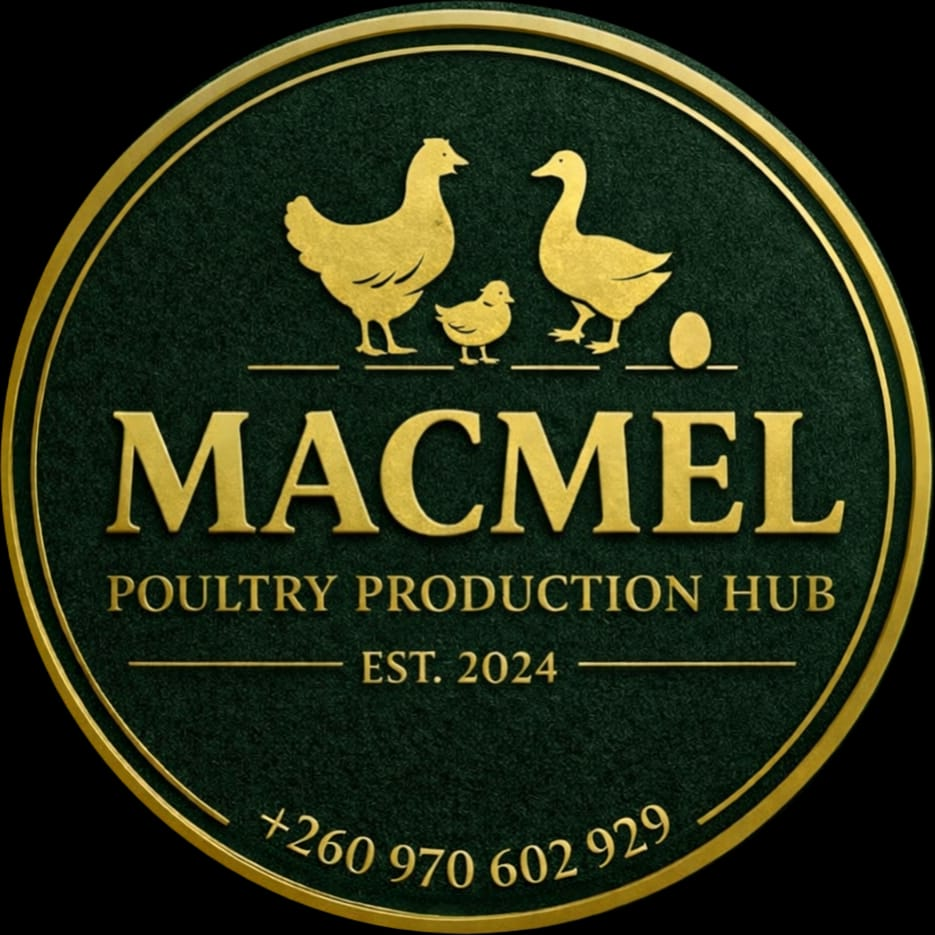 MACMEL
POULTRY PRODUCTION HUB
EST. 2024
+260 970 602 929